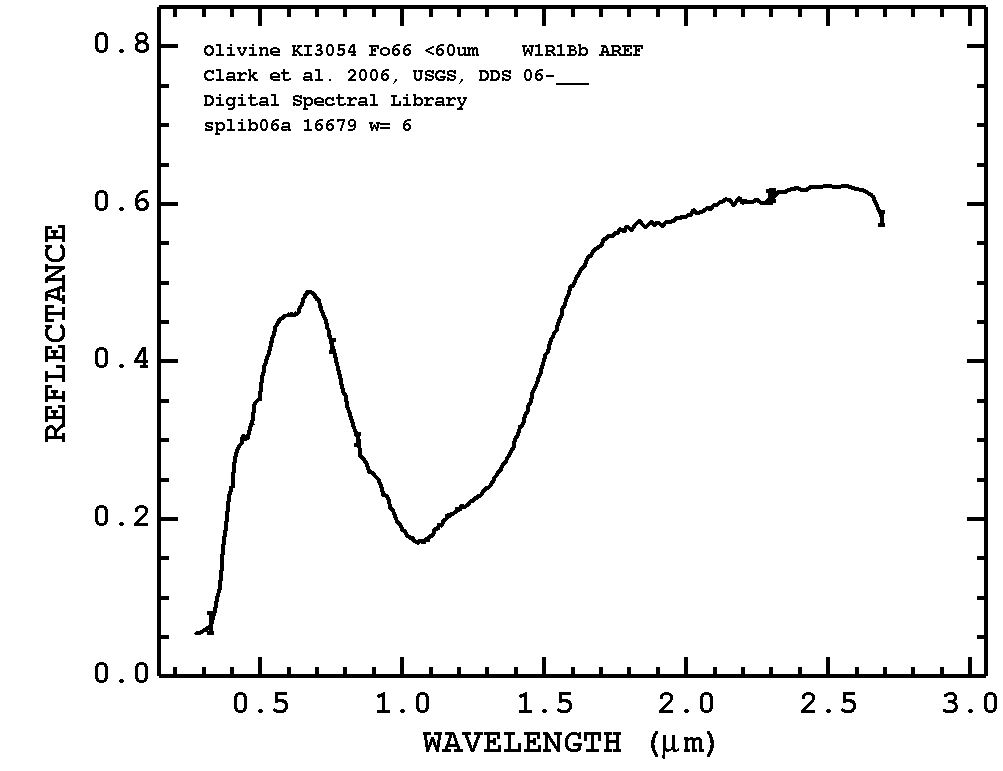 Olivine KI3054 Fo66 <60um W1R1Bb AREF
Clark et al. 2006, USGS, DDS 06-___
Digital Spectral Library
splib06a 16679 w= 6
0.8
0.6
0.4
0.2
0.0
REFLECTANCE
0.5 1.0 1.5 2.0 2.5 3.0
WAVELENGTH (μm)